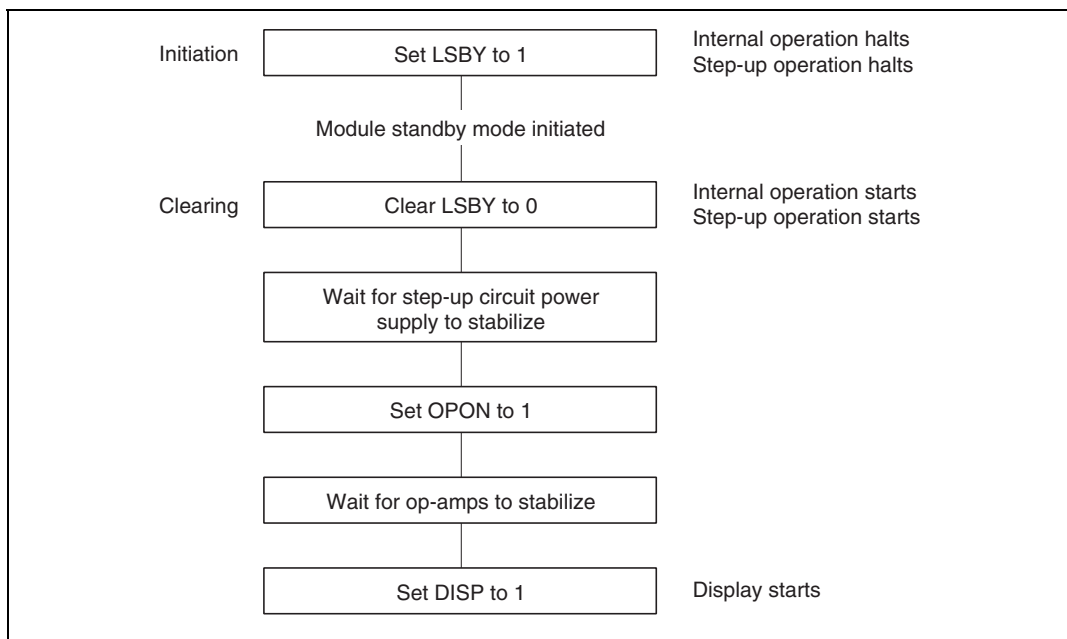 Initiation
Set LSBY to 1
Internal operation halts
Step-up operation halts
Module standby mode initiated
Clearing
Clear LSBY to 0
Internal operation starts
Step-up operation starts
Wait for step-up circuit power
supply to stabilize
Set OPON to 1
Wait for op-amps to stabilize
Set DISP to 1
Display starts